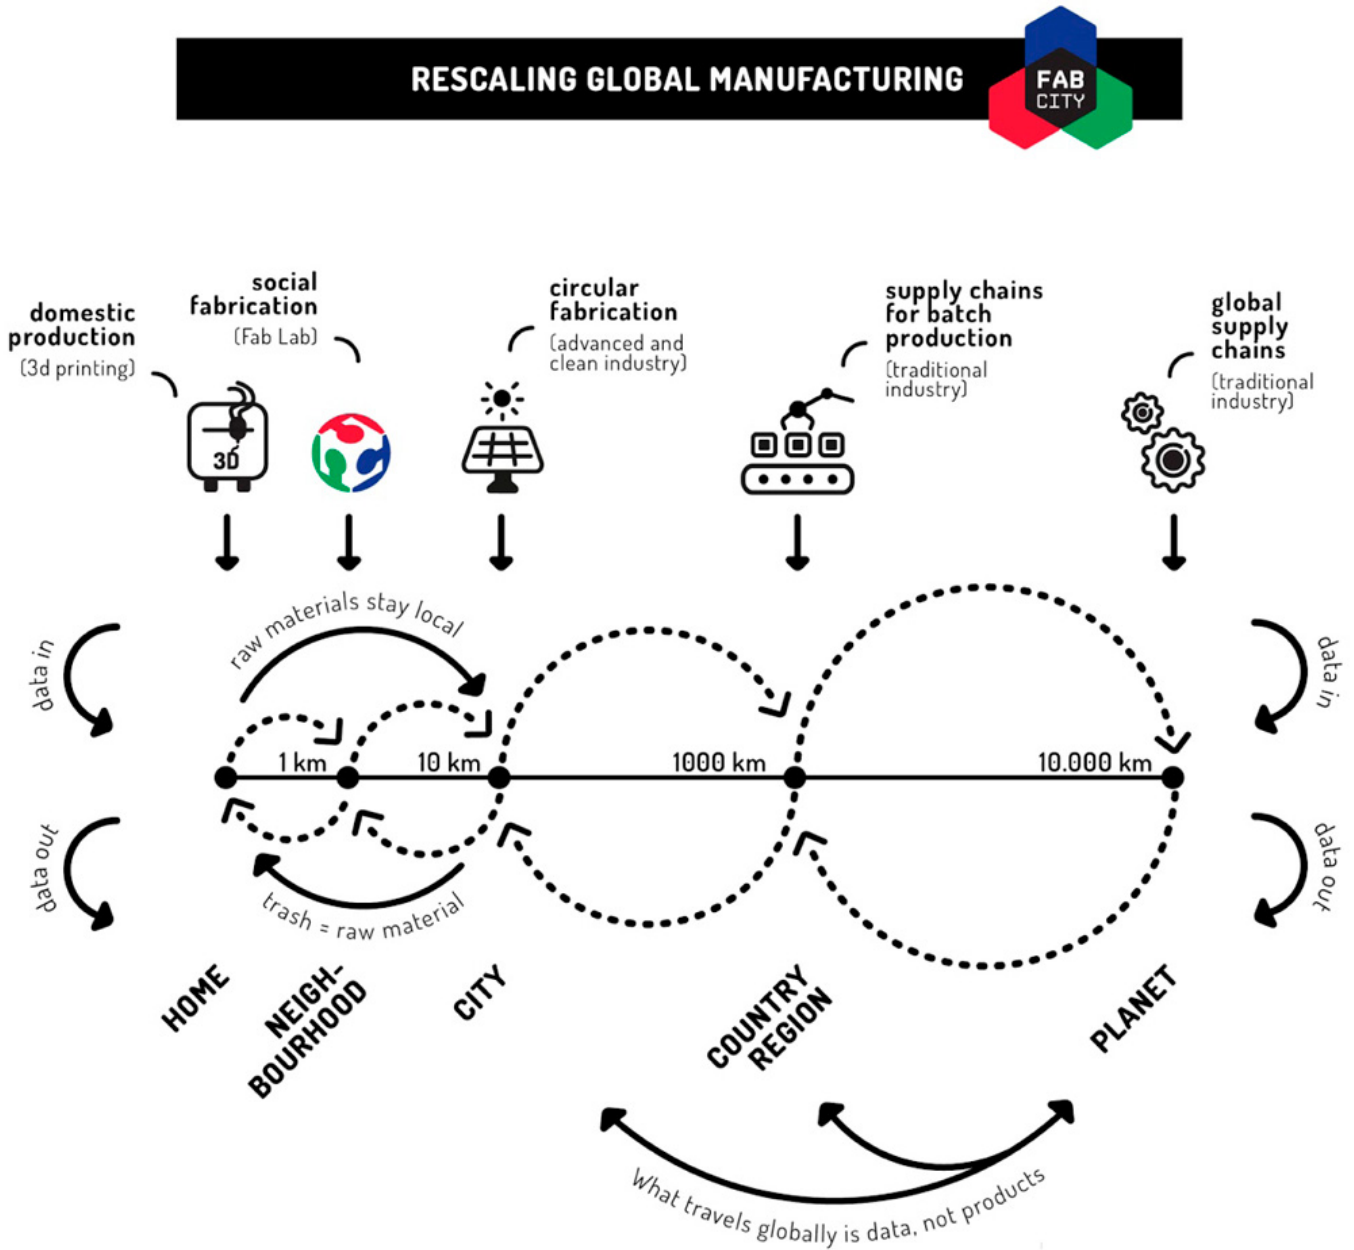 RESCALING GLOBAL MANUFACTURING
FAB
CITY
domestic
production
(3d printing)
social
fabrication
(Fab Lab)
circular
fabrication
(advanced and
clean industry)
supply chains
for batch
production
(traditional
industry)
global
supply
chains
(traditional
industry)
3D
raw materials stay local
data in
data in
1 km
10 km
1000 km
10.000 km
data out
data out
trash = raw material
HOME
NEIGH-
BOURHOOD
CITY
COUNTRY
REGION
PLANET
What travels globally is data, not products